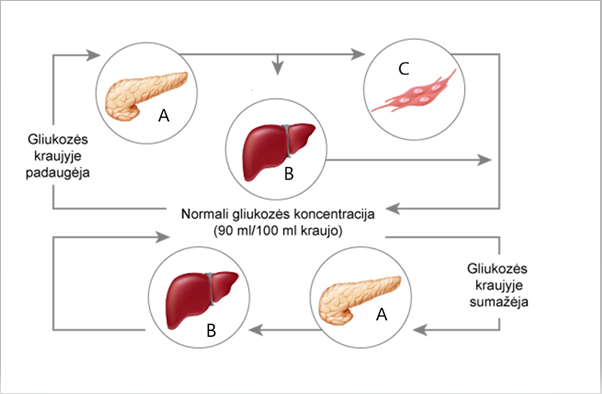 A
C
Gliukozės
kraujyje
padaugėja
B
Normali gliukozės koncentracija
(90 ml/100 ml kraujo)
Gliukozės
kraujyje
sumažėja
B
A